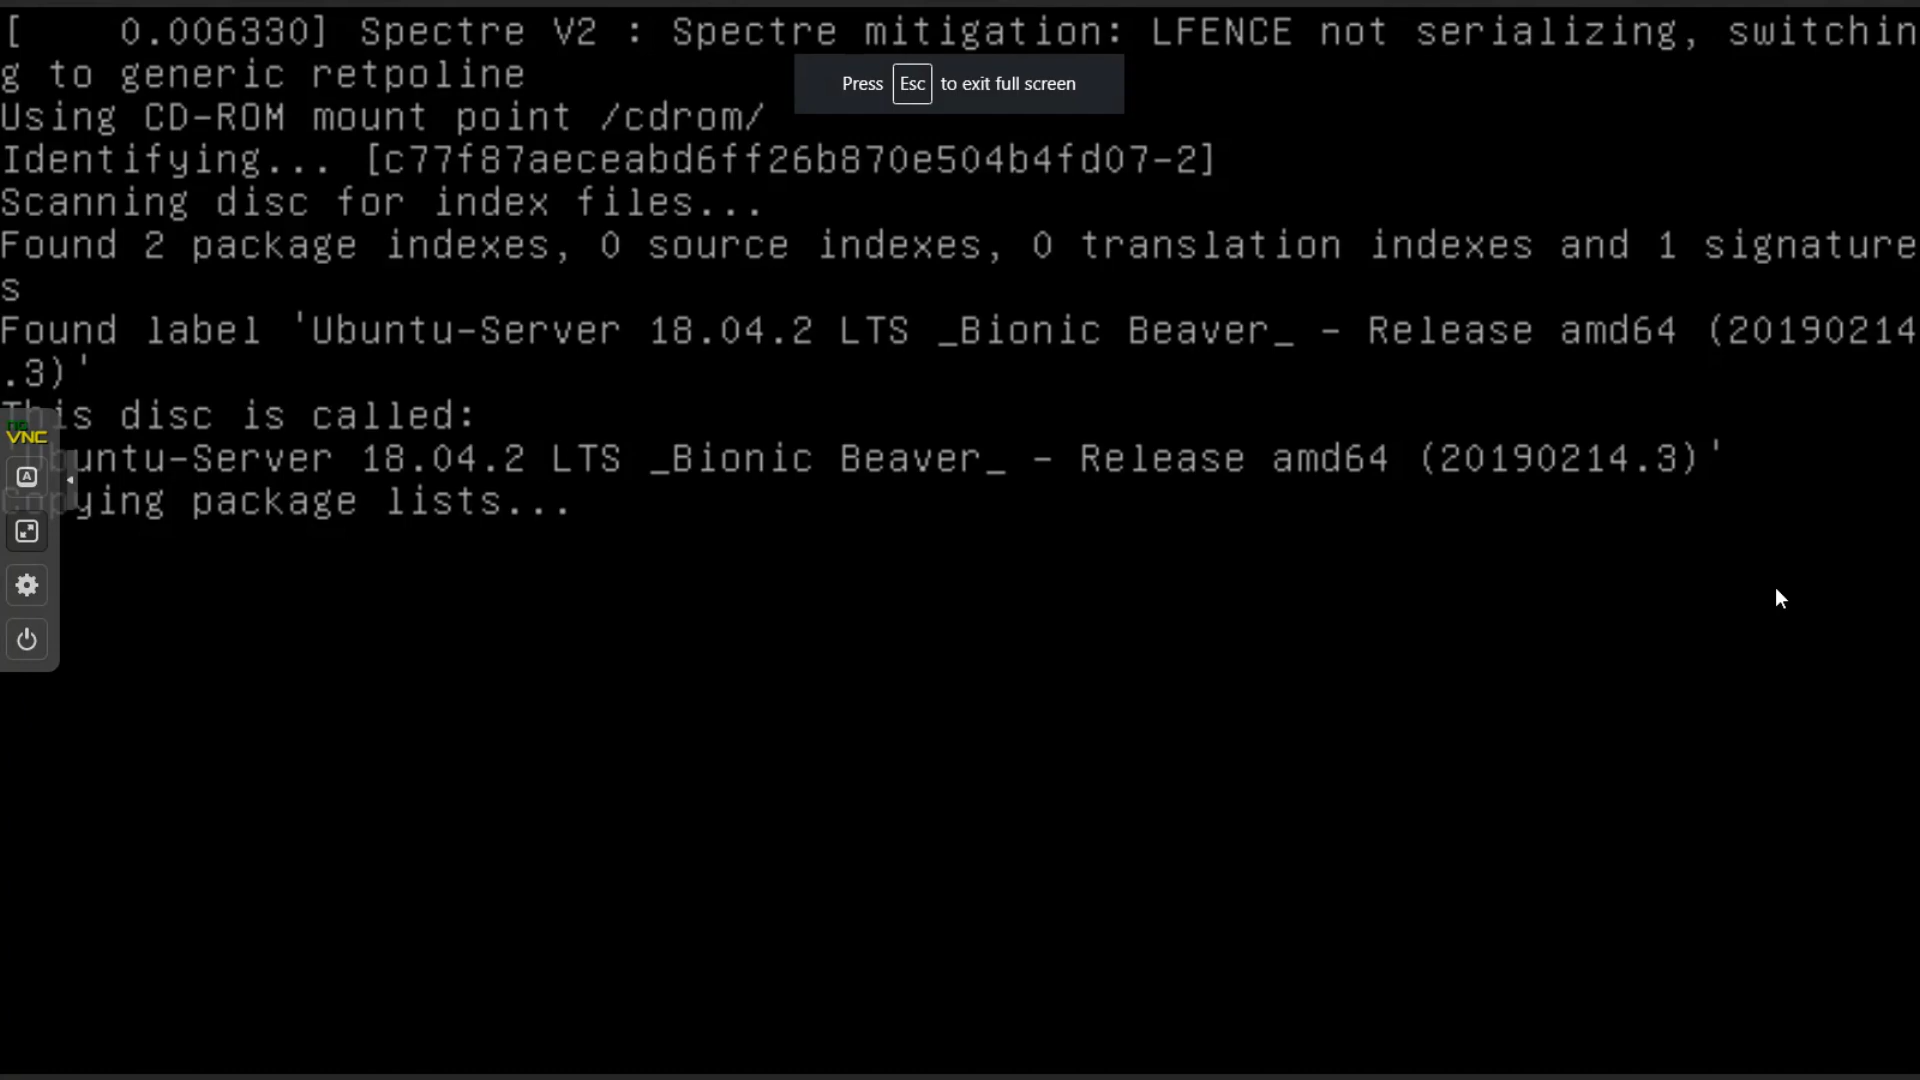 [    0.006330] Spectre V2 : Spectre mitigation: LFENCE not serializing, switchin
g to generic retpoline
Press Esc to exit full screen
Using CD-ROM mount point /cdrom/
Identifying... [c77f87aeceabd6ff26b870e504b4fd07-2]
Scanning disc for index files...
Found 2 package indexes, 0 source indexes, 0 translation indexes and 1 signature
s
Found label 'Ubuntu-Server 18.04.2 LTS _Bionic Beaver_ - Release amd64 (20190214
.3)'
This disc is called:
'Ubuntu-Server 18.04.2 LTS _Bionic Beaver_ - Release amd64 (20190214.3)'
Copying package lists...
no
VNC
A